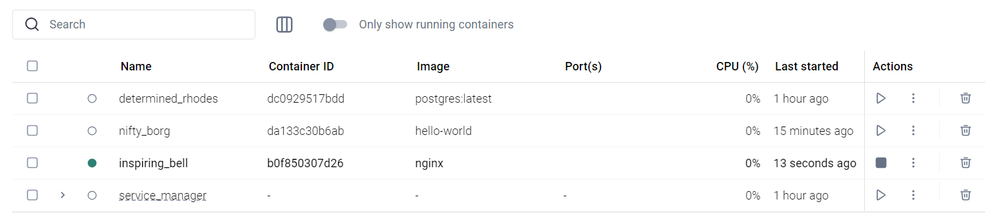 Search Only show running containers
Name Container ID Image Port(s) CPU (%) Last started Actions
determined_rhodes dc0929517bdd postgres:latest 0% 1 hour ago
nifty_borg da133c30b6ab hello-world 0% 15 minutes ago
inspiring_bell b0f850307d26 nginx 0% 13 seconds ago
service_manager - - - 0% 1 hour ago